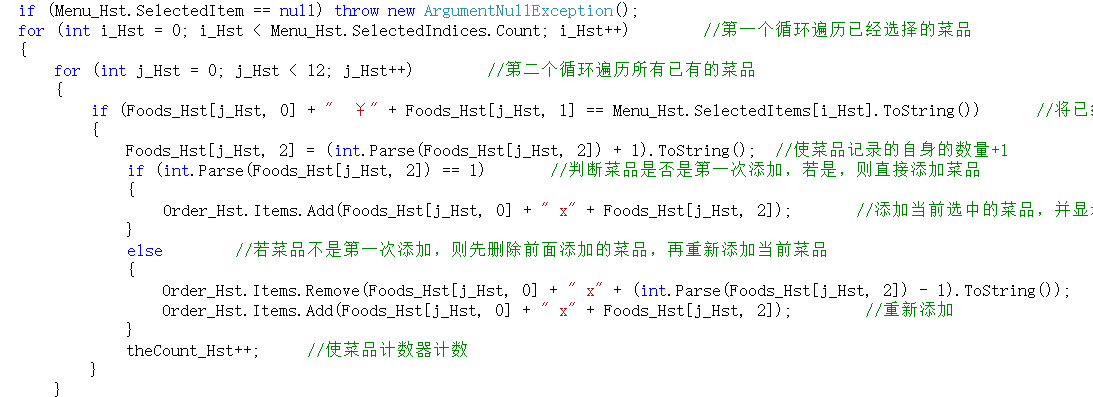 if (Menu_Hst.SelectedItem == null) throw new ArgumentNullException();
for (int i_Hst = 0; i_Hst < Menu_Hst.SelectedIndices.Count; i_Hst++)        //第一个循环遍历已经选择的菜品
{
    for (int j_Hst = 0; j_Hst < 12; j_Hst++)        //第二个循环遍历所有已有的菜品
    {
        if (Foods_Hst[j_Hst, 0] + "  ￥" + Foods_Hst[j_Hst, 1] == Menu_Hst.SelectedItems[i_Hst].ToString())      //将已
        {
            Foods_Hst[j_Hst, 2] = (int.Parse(Foods_Hst[j_Hst, 2]) + 1).ToString();  //使菜品记录的自身的数量+1
            if (int.Parse(Foods_Hst[j_Hst, 2]) == 1)       //判断菜品是否是第一次添加，若是，则直接添加菜品
            {
                Order_Hst.Items.Add(Foods_Hst[j_Hst, 0] + " x" + Foods_Hst[j_Hst, 2]);       //添加当前选中的菜品，并显
            }
            else        //若菜品不是第一次添加，则先删除前面添加的菜品，再重新添加当前菜品
            {
                Order_Hst.Items.Remove(Foods_Hst[j_Hst, 0] + " x" + (int.Parse(Foods_Hst[j_Hst, 2]) - 1).ToString());
                Order_Hst.Items.Add(Foods_Hst[j_Hst, 0] + " x" + Foods_Hst[j_Hst, 2]);        //重新添加
            }
            theCount_Hst++;     //使菜品计数器计数
        }
    }